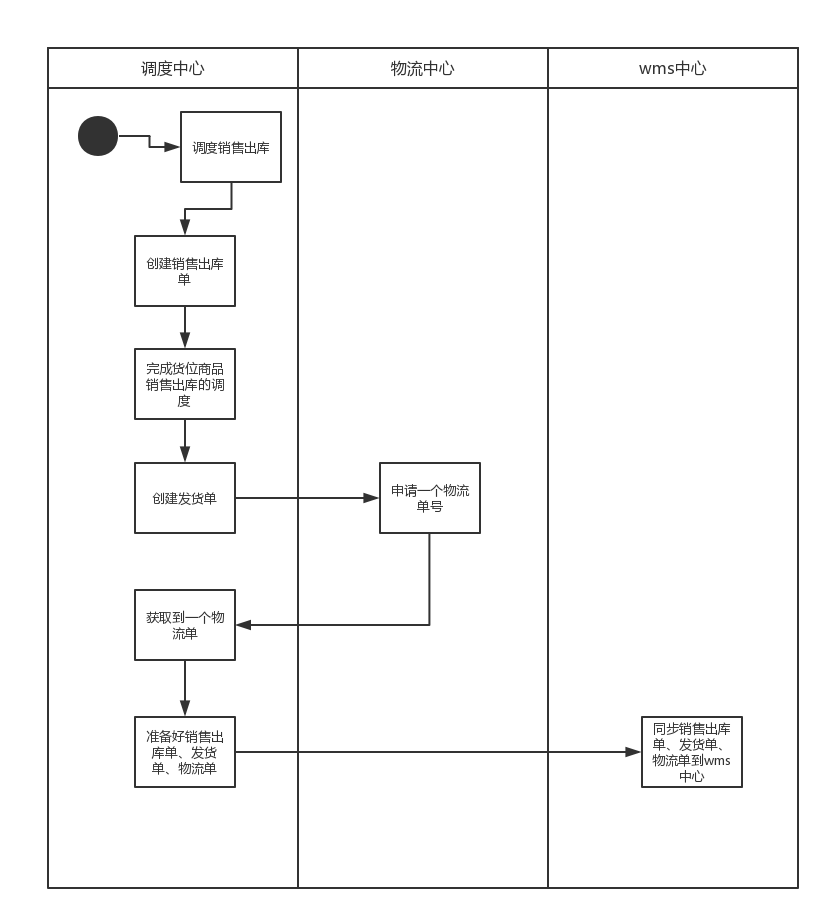 调度中心
物流中心
wms中心
调度销售出库
创建销售出库
单
完成货位商品
销售出库的调
度
创建发货单
申请一个物流
单号
获取到一个物
流单
准备好销售出
库单、发货
单、物流单
同步销售出库
单、发货单、
物流单到wms
中心